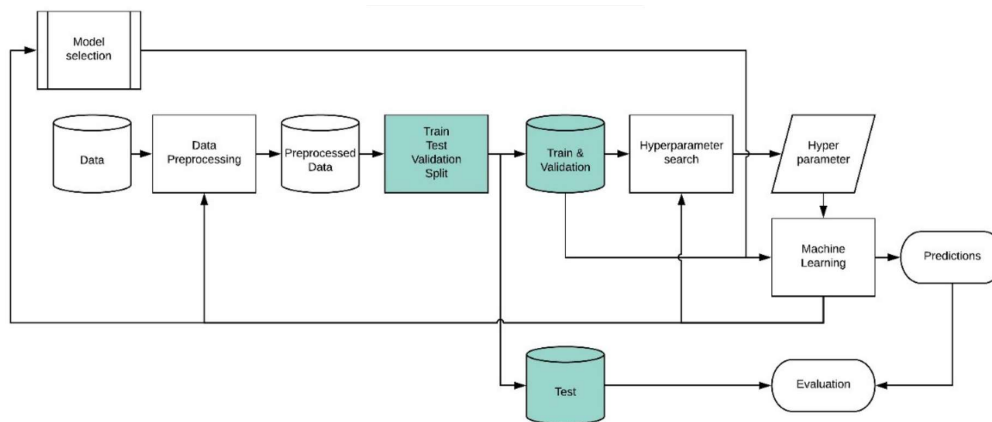 Model
selection
Data
Data
Preprocessing
Preprocessed
Data
Train
Test
Validation
Split
Train &
Validation
Hyperparameter
search
Hyper
parameter
Machine
Learning
Predictions
Test
Evaluation